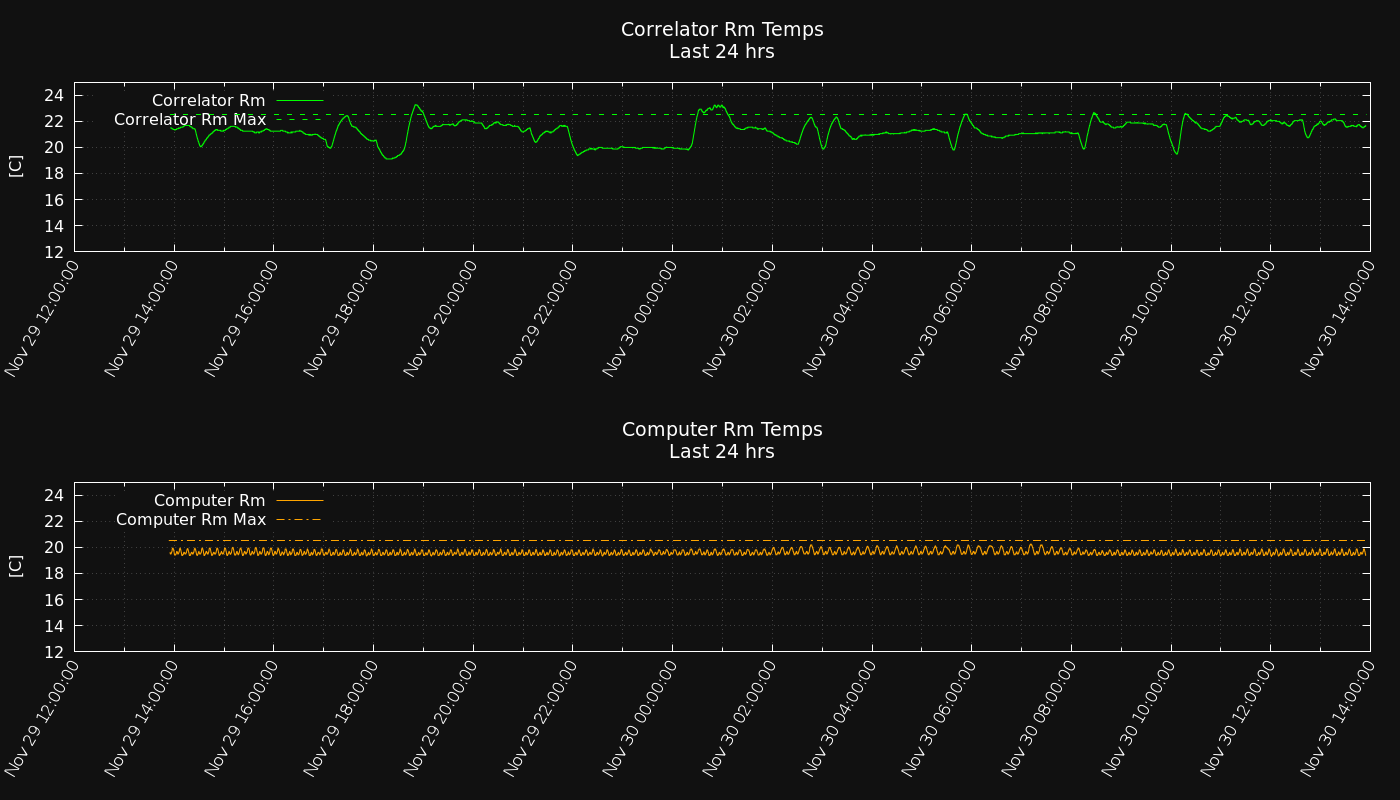 Correlator Rm Temps
Last 24 hrs
24
22
20
18
16
14
12
[C]
Correlator Rm
Correlator Rm Max
Nov 29 12:00:00
Nov 29 14:00:00
Nov 29 16:00:00
Nov 29 18:00:00
Nov 29 20:00:00
Nov 29 22:00:00
Nov 30 00:00:00
Nov 30 02:00:00
Nov 30 04:00:00
Nov 30 06:00:00
Nov 30 08:00:00
Nov 30 10:00:00
Nov 30 12:00:00
Nov 30 14:00:00
Computer Rm Temps
Last 24 hrs
24
22
20
18
16
14
12
[C]
Computer Rm
Computer Rm Max
Nov 29 12:00:00
Nov 29 14:00:00
Nov 29 16:00:00
Nov 29 18:00:00
Nov 29 20:00:00
Nov 29 22:00:00
Nov 30 00:00:00
Nov 30 02:00:00
Nov 30 04:00:00
Nov 30 06:00:00
Nov 30 08:00:00
Nov 30 10:00:00
Nov 30 12:00:00
Nov 30 14:00:00